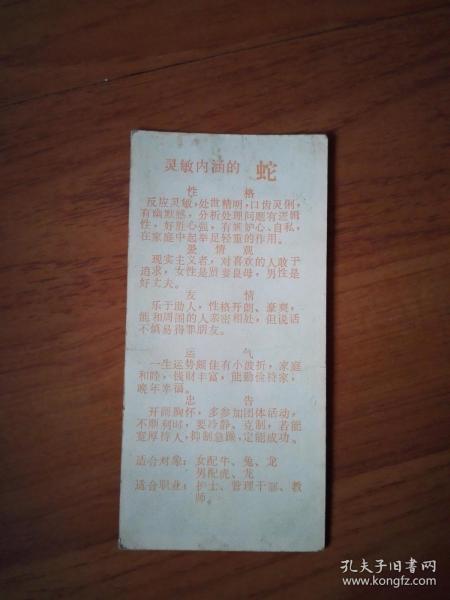 灵敏内涵的 蛇
性 格
反应灵敏，处世精明，口齿灵俐，
有幽默感，分析处理问题有逻辑
性，好胜心强，有嫉妒心、自私，
在家庭中起举足轻重的作用。
爱 情 观
现实主义者，对喜欢的人敢于
追求，女性是贤妻良母，男性是
好丈夫。
友 情
乐于助人，性格开朗、豪爽，
能和周围的人亲密相处，但说话
不慎易得罪朋友。
运 气
一生运势颇佳有小波折，家庭
和睦，钱财丰富，能勤俭持家，
晚年幸福。
忠 告
开阔胸怀，多参加团体活动，
不顺利时，要冷静、克制，若能
宽厚待人，抑制急躁，定能成功。
适合对象：女配牛、兔、龙
男配虎、龙
适合职业：护士、管理干部、教
师。
孔夫子旧书网
www.kongfz.com